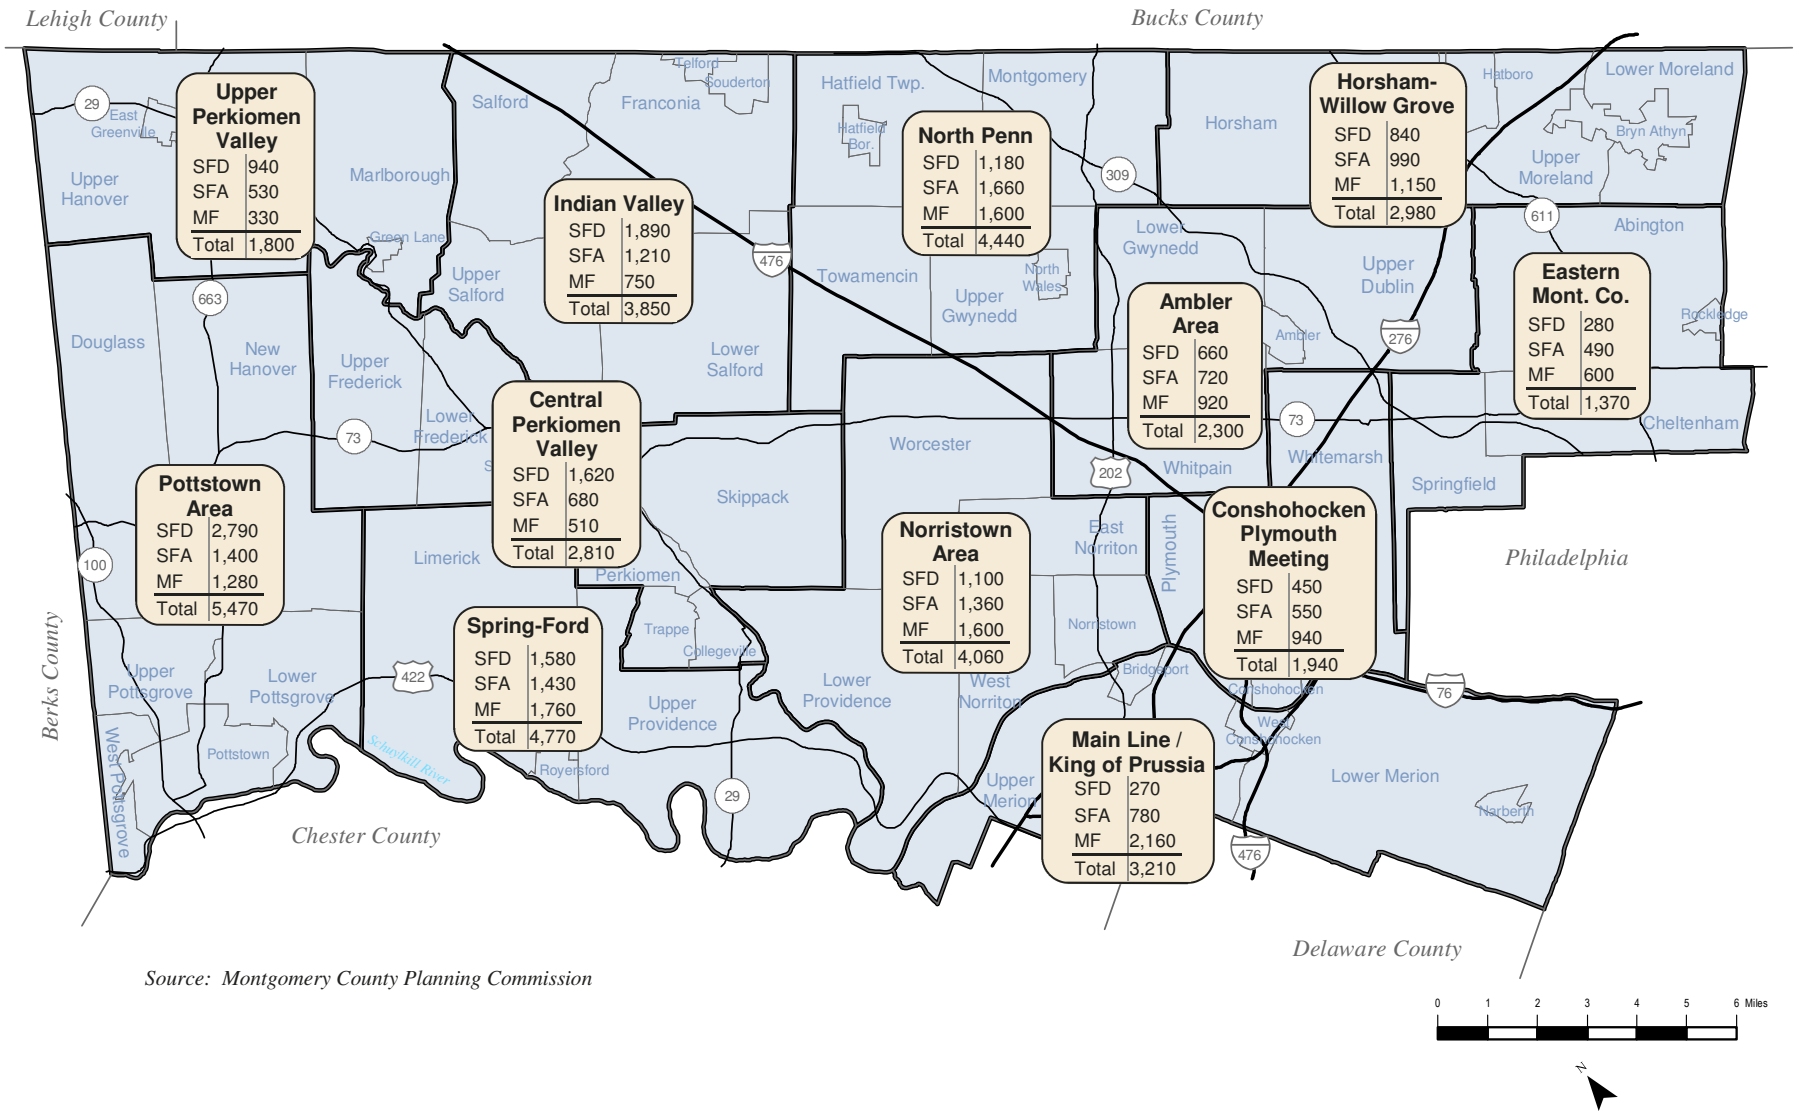 Lehigh County
Bucks County
29
East
Greenville
Upper
Hanover
Upper
Perkiomen
Valley
SFD 940
SFA 530
MF 330
Total 1,800
Marlborough
Green Lane
Salford
Franconia
Telford
Souderton
Indian Valley
SFD 1,890
SFA 1,210
MF 750
Total 3,850
Upper
Salford
Lower
Salford
476
Hatfield Twp.
Hatfield
Bor.
Montgomery
North Penn
SFD 1,180
SFA 1,660
MF 1,600
Total 4,440
309
Towamencin
Upper
Gwynedd
North
Wales
Horsham
Horsham-
Willow Grove
SFD 840
SFA 990
MF 1,150
Total 2,980
Hatboro
Lower Moreland
Bryn Athyn
Upper
Moreland
611
Abington
Lower
Gwynedd
Upper
Dublin
Ambler
276
Ambler
Area
SFD 660
SFA 720
MF 920
Total 2,300
Eastern
Mont. Co.
SFD 280
SFA 490
MF 600
Total 1,370
Rockledge
Cheltenham
663
Douglass
New
Hanover
Upper
Frederick
Lower
Frederick
S
73
Central
Perkiomen
Valley
SFD 1,620
SFA 680
MF 510
Total 2,810
Worcester
Skippack
202
Whitpain
73
Whitemarsh
Springfield
Pottstown
Area
SFD 2,790
SFA 1,400
MF 1,280
Total 5,470
100
Limerick
Perkiomen
Trappe
Collegeville
Norristown
Area
SFD 1,100
SFA 1,360
MF 1,600
Total 4,060
East
Norriton
Plymouth
Norristown
Bridgeport
Conshohocken
Plymouth
Meeting
SFD 450
SFA 550
MF 940
Total 1,940
Philadelphia
Berks County
Upper
Pottsgrove
Lower
Pottsgrove
West Pottsgrove
Pottstown
422
Spring-Ford
SFD 1,580
SFA 1,430
MF 1,760
Total 4,770
Schuylkill River
Royersford
Upper
Providence
Lower
Providence
29
West
Norriton
Upper
Merion
Conshohocken
West
Conshohocken
76
Main Line /
King of Prussia
SFD 270
SFA 780
MF 2,160
Total 3,210
476
Lower Merion
Narberth
Chester County
Delaware County
Source: Montgomery County Planning Commission
0 1 2 3 4 5 6 Miles
N